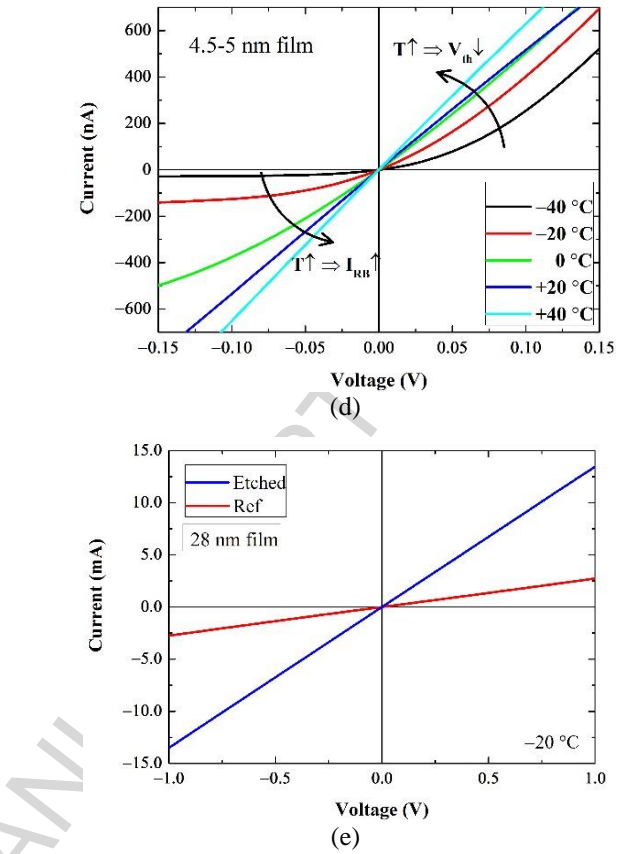 600
400
200
0
−200
−400
−600
Current (nA)
4.5-5 nm film
T↑ ⇒ V_th↓
T↑ ⇒ I_RB↑
−40 °C
−20 °C
0 °C
+20 °C
+40 °C
−0.15 −0.10 −0.05 0.00 0.05 0.10 0.15
Voltage (V)
(d)
15.0
10.0
5.0
0.0
−5.0
−10.0
−15.0
Current (mA)
Etched
Ref
28 nm film
−20 °C
−1.0 −0.5 0.0 0.5 1.0
Voltage (V)
(e)